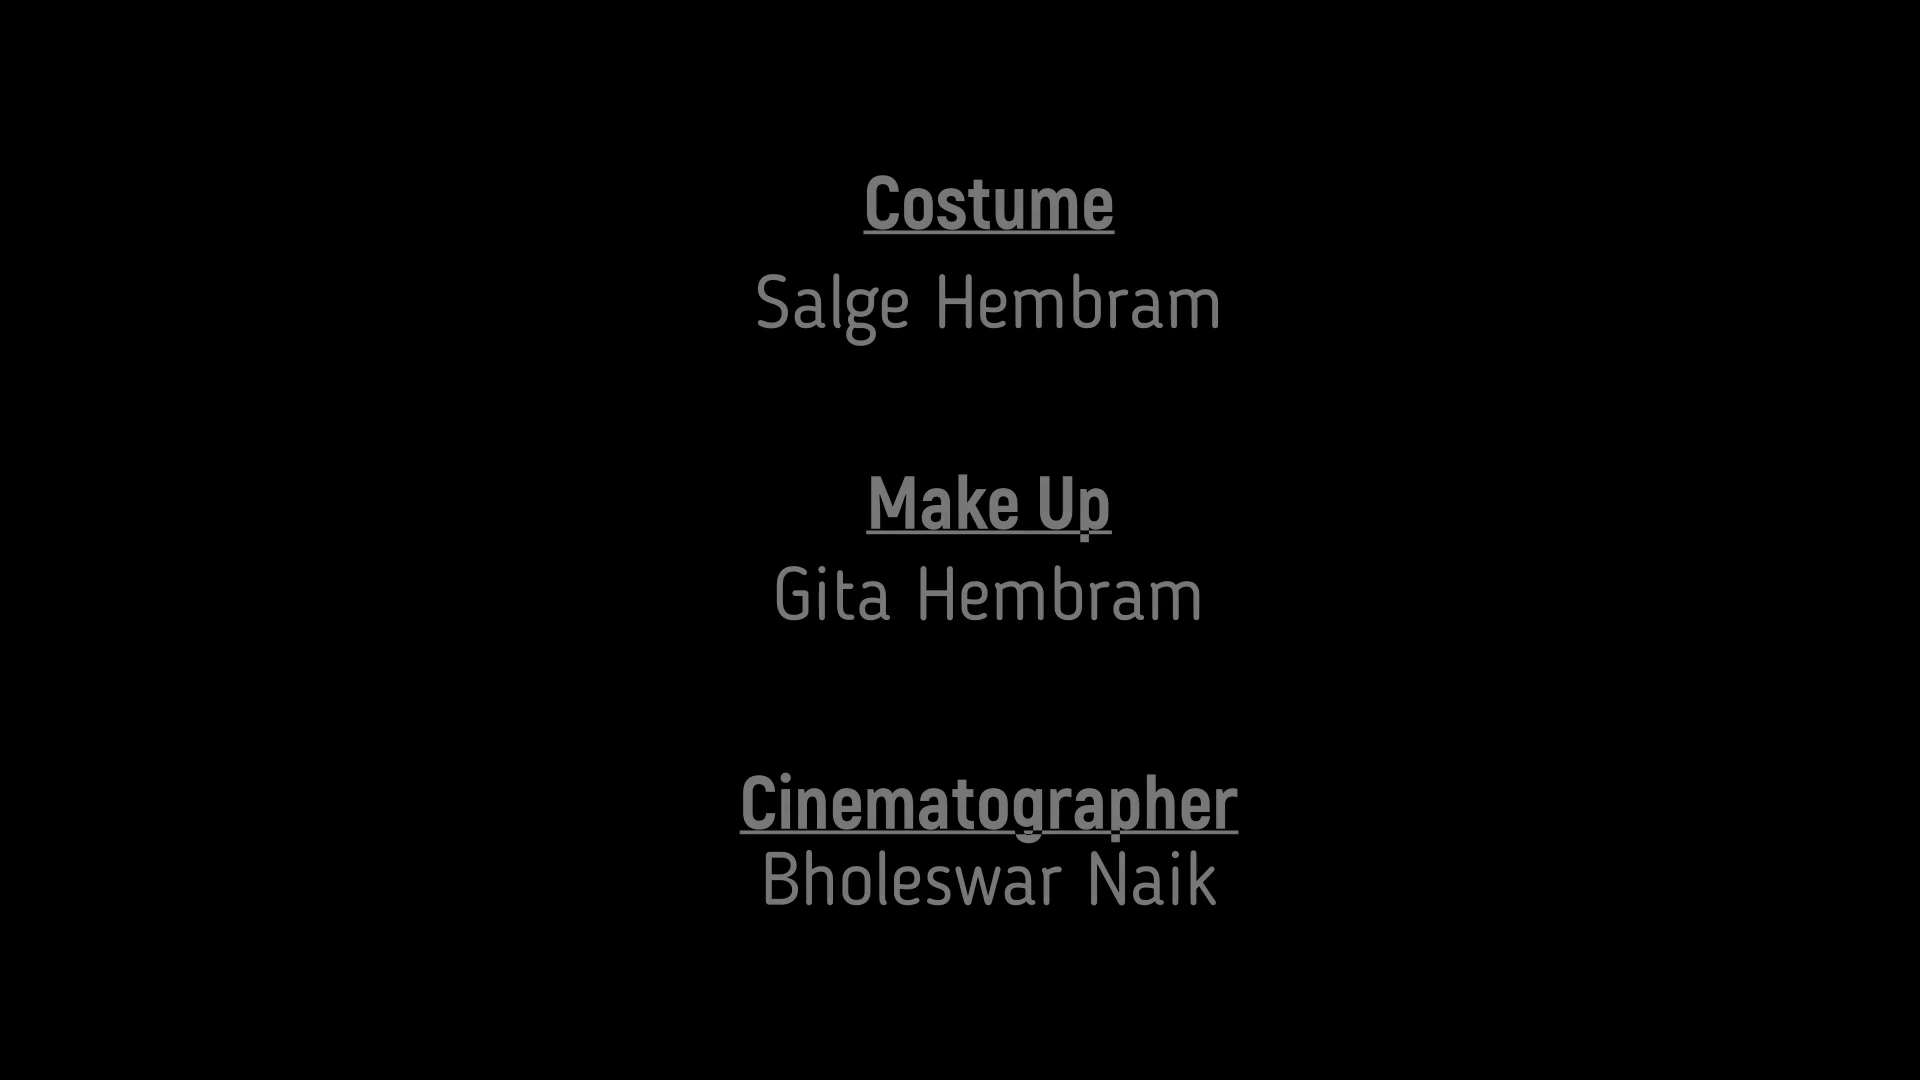 Costume
Salge Hembram
Make Up
Gita Hembram
Cinematographer
Bholeswar Naik